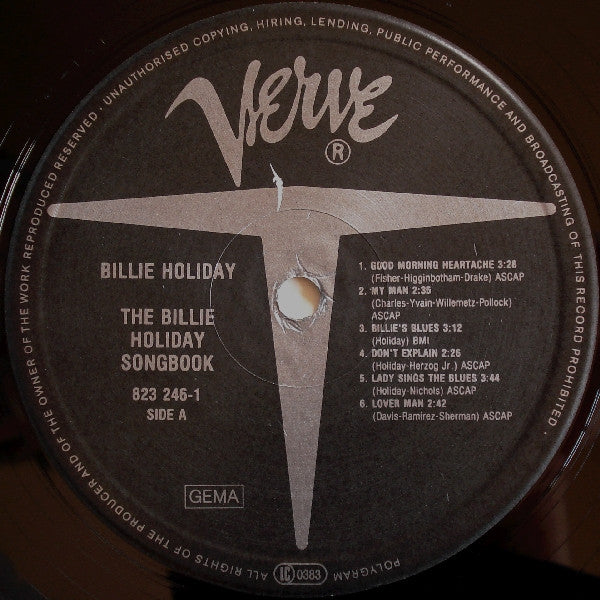 ALL RIGHTS OF THE PRODUCER AND OF THE OWNER OF THE WORK REPRODUCED RESERVED · UNAUTHORISED COPYING, HIRING, LENDING, PUBLIC PERFORMANCE AND BROADCASTING OF THIS RECORD PROHIBITED ·
Verve
®
BILLIE HOLIDAY
THE BILLIE
HOLIDAY
SONGBOOK
823 246-1
SIDE A
1. GOOD MORNING HEARTACHE 3:28
(Fisher-Higginbotham-Drake) ASCAP
2. MY MAN 2:35
(Charles-Yvain-Willemetz-Pollock)
ASCAP
3. BILLIE'S BLUES 3:12
(Holiday) BMI
4. DON'T EXPLAIN 2:26
(Holiday-Herzog Jr.) ASCAP
5. LADY SINGS THE BLUES 3:44
(Holiday-Nichols) ASCAP
6. LOVER MAN 2:42
(Davis-Ramirez-Sherman) ASCAP
GEMA
LC 0383
POLYGRAM